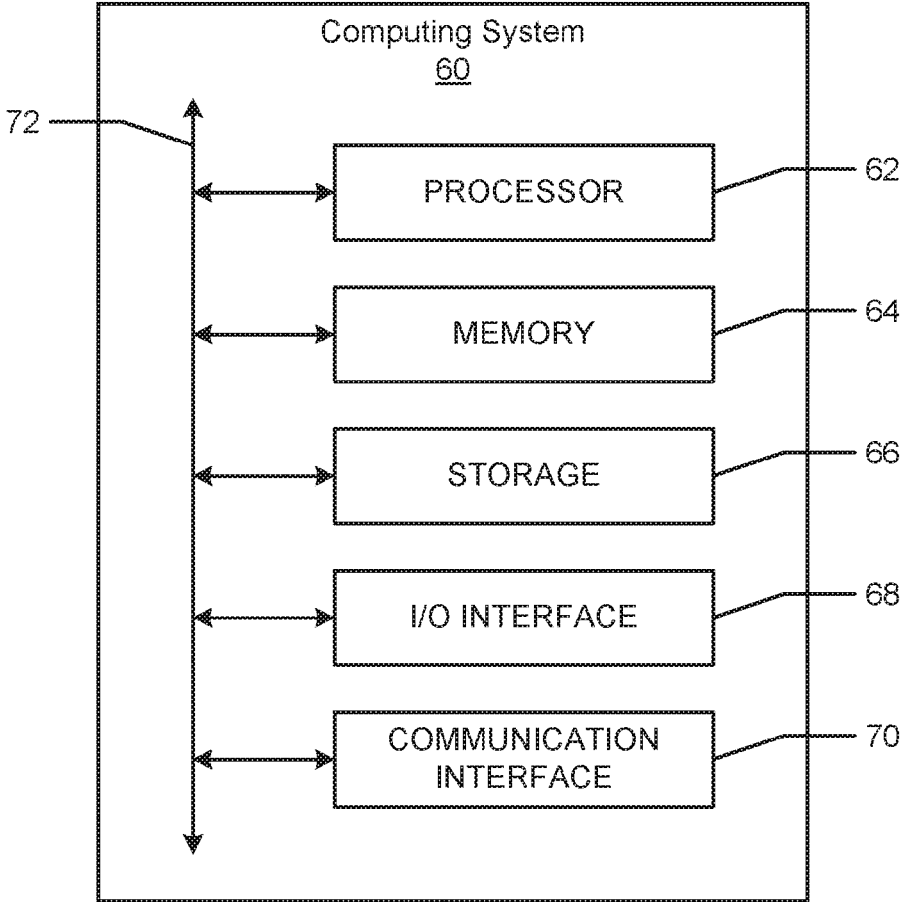 Computing System
60
72
PROCESSOR
62
MEMORY
64
STORAGE
66
I/O INTERFACE
68
COMMUNICATION
INTERFACE
70